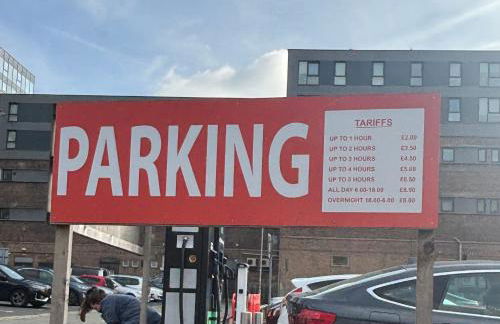 PARKING
TARIFFS
UP TO 1 HOUR £2.00
UP TO 2 HOURS £3.50
UP TO 3 HOURS £4.50
UP TO 4 HOURS £5.00
UP TO 5 HOURS £6.50
ALL DAY 6.00-18.00 £8.90
OVERNIGHT 18.00-6.00 £8.00